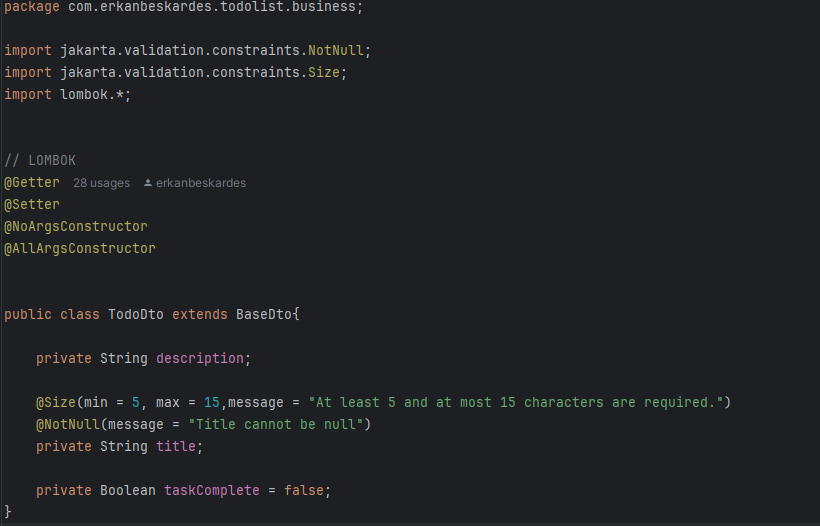 package com.erkanbeskardes.todolist.business;
import jakarta.validation.constraints.NotNull;
import jakarta.validation.constraints.Size;
import lombok.*;
// LOMBOK
@Getter 28 usages erkanbeskardes
@Setter
@NoArgsConstructor
@AllArgsConstructor
public class TodoDto extends BaseDto{
private String description;
@Size(min = 5, max = 15,message = "At least 5 and at most 15 characters are required.")
@NotNull(message = "Title cannot be null")
private String title;
private Boolean taskComplete = false;
}